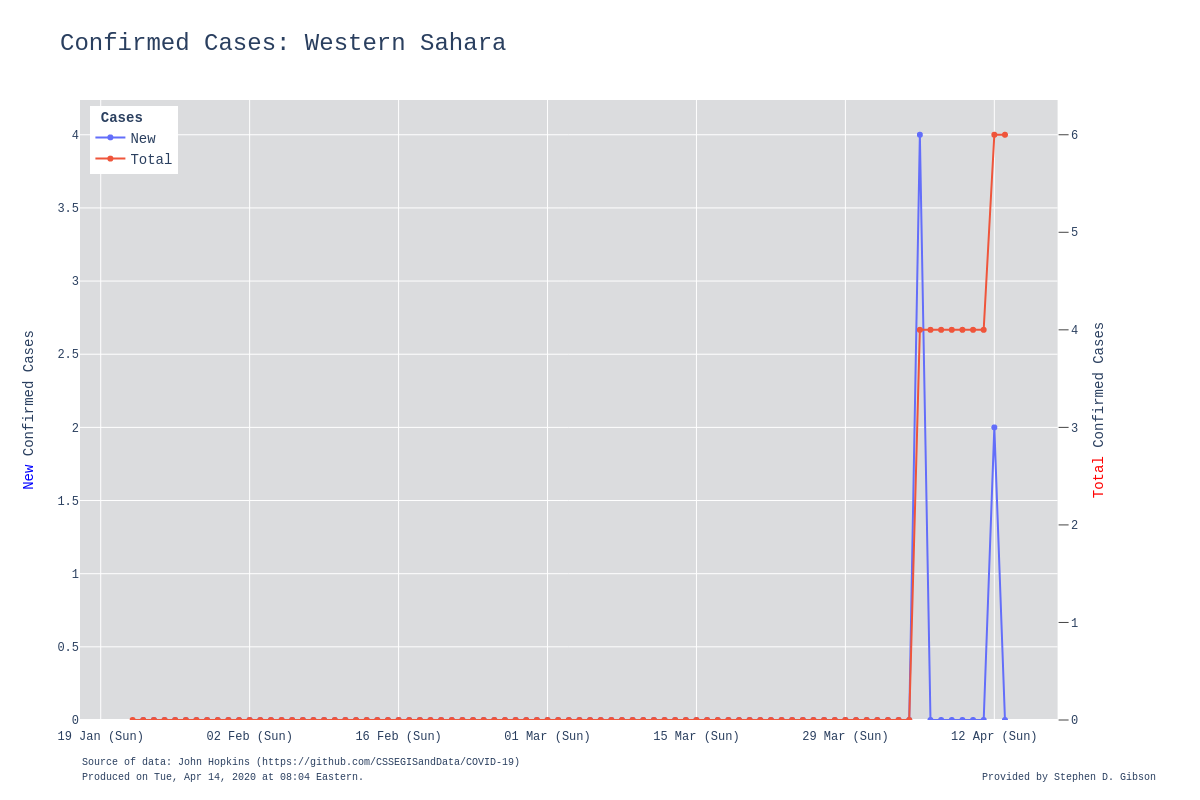 Confirmed Cases: Western Sahara
Cases
New
Total
4
3.5
3
2.5
2
1.5
1
0.5
0
New Confirmed Cases
6
5
4
3
2
1
0
Total Confirmed Cases
19 Jan (Sun) 02 Feb (Sun) 16 Feb (Sun) 01 Mar (Sun) 15 Mar (Sun) 29 Mar (Sun) 12 Apr (Sun)
Source of data: John Hopkins (https://github.com/CSSEGISandData/COVID-19)
Produced on Tue, Apr 14, 2020 at 08:04 Eastern.
Provided by Stephen D. Gibson